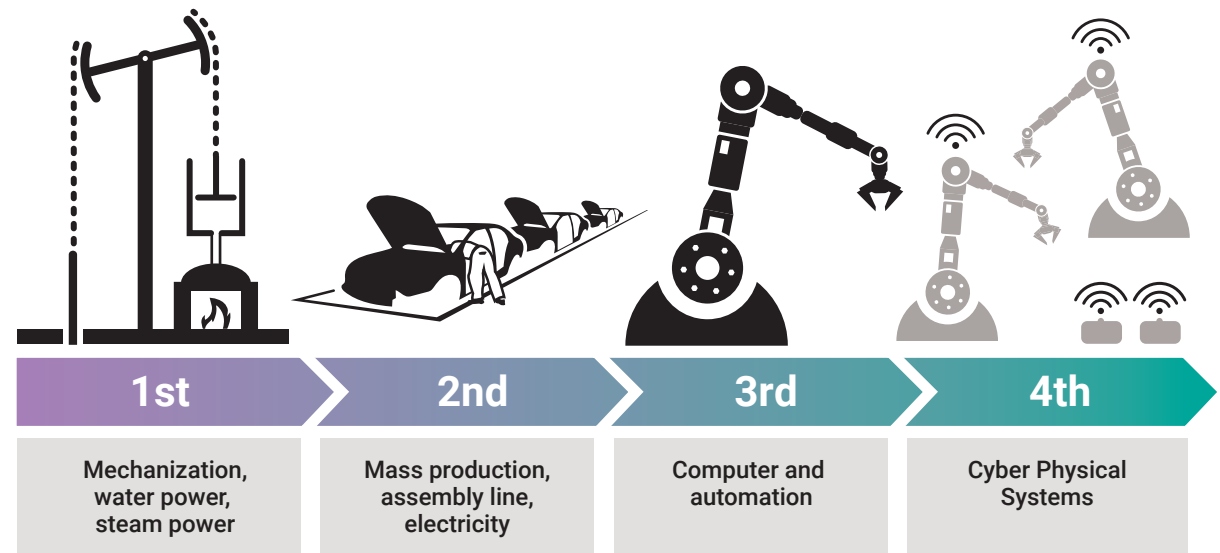 1st
2nd
3rd
4th
Mechanization,
water power,
steam power
Mass production,
assembly line,
electricity
Computer and
automation
Cyber Physical
Systems